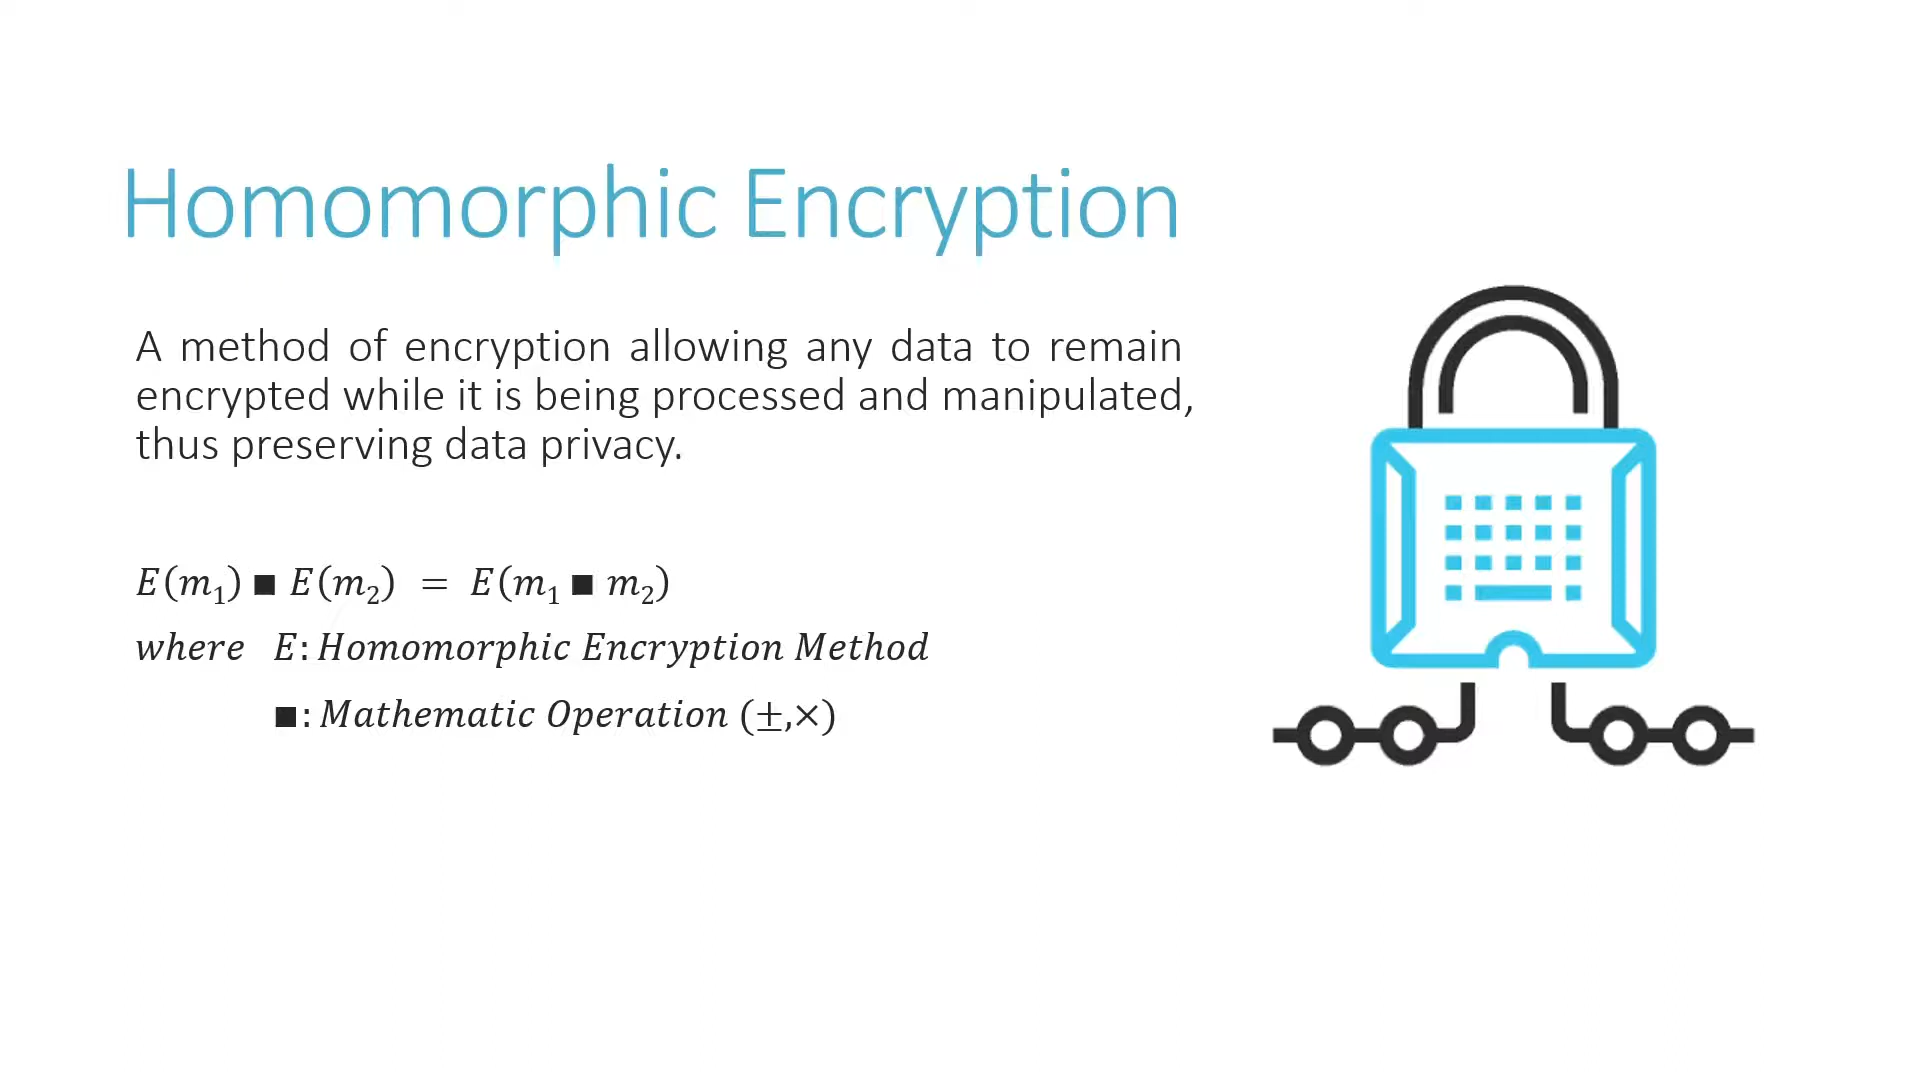 Homomorphic Encryption
A method of encryption allowing any data to remain
encrypted while it is being processed and manipulated,
thus preserving data privacy.
E(m₁) ■ E(m₂) = E(m₁ ■ m₂)
where E: Homomorphic Encryption Method
■: Mathematic Operation (±,×)